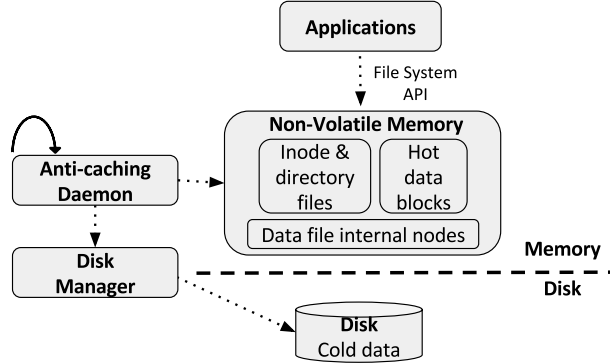 Applications
File System
API
Non-Volatile Memory
Inode &
directory
files
Hot
data
blocks
Data file internal nodes
Anti-caching
Daemon
Disk
Manager
Memory
Disk
Disk
Cold data